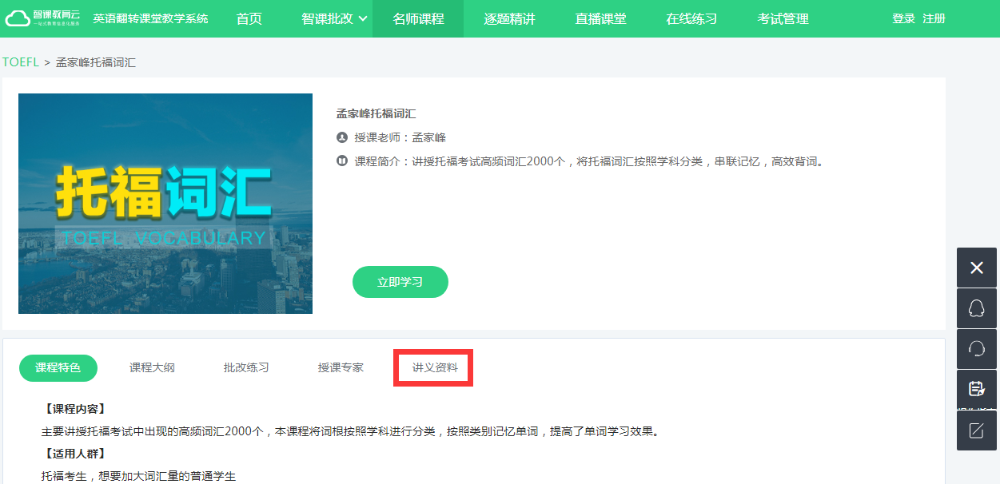 智课教育云
一站式教育信息化服务
英语翻转课堂教学系统
首页
智课批改
名师课程
逐题精讲
直播课堂
在线练习
考试管理
登录 注册
TOEFL > 孟家峰托福词汇
托福词汇
TOEFL VOCABULARY
孟家峰托福词汇
授课老师：孟家峰
课程简介：讲授托福考试高频词汇2000个，将托福词汇按照学科分类，串联记忆，高效背词。
立即学习
课程特色
课程大纲
批改练习
授课专家
讲义资料
【课程内容】
主要讲授托福考试中出现的高频词汇2000个，本课程将词根按照学科进行分类，按照类别记忆单词，提高了单词学习效果。
【适用人群】
托福考生，想要加大词汇量的普通学生